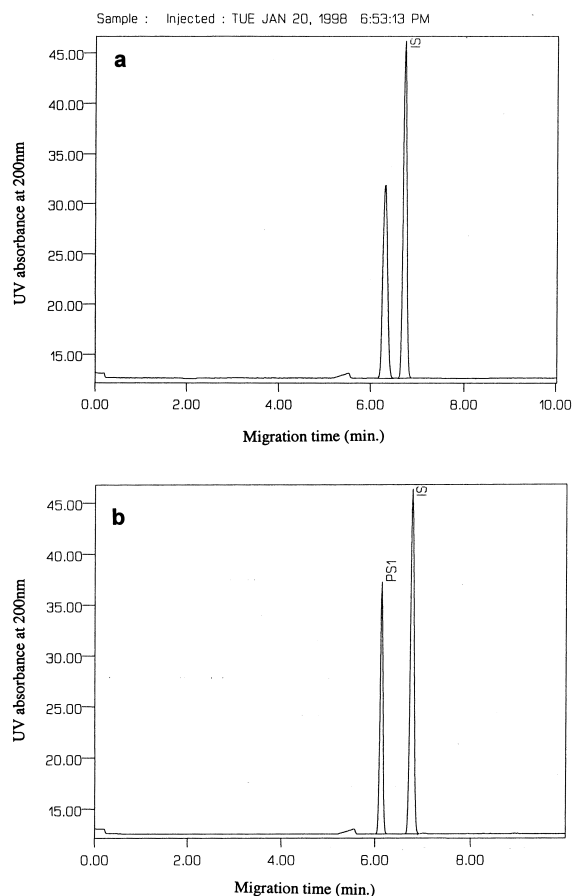 Sample : Injected : TUE JAN 20, 1998 6:53:13 PM
a
IS
45.00
40.00
35.00
30.00
25.00
20.00
15.00
UV absorbance at 200nm
0.00 2.00 4.00 6.00 8.00 10.00
Migration time (min.)
b
IS
PS1
45.00
40.00
35.00
30.00
25.00
20.00
15.00
UV absorbance at 200nm
0.00 2.00 4.00 6.00 8.00
Migration time (min.)